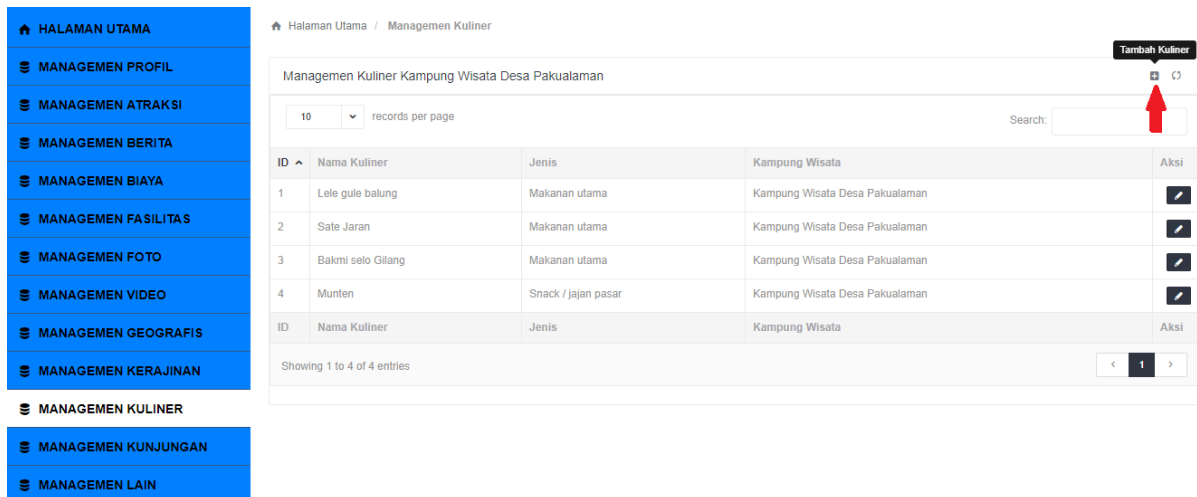 HALAMAN UTAMA
MANAGEMEN PROFIL
MANAGEMEN ATRAKSI
MANAGEMEN BERITA
MANAGEMEN BIAYA
MANAGEMEN FASILITAS
MANAGEMEN FOTO
MANAGEMEN VIDEO
MANAGEMEN GEOGRAFIS
MANAGEMEN KERAJINAN
MANAGEMEN KULINER
MANAGEMEN KUNJUNGAN
MANAGEMEN LAIN
Halaman Utama / Managemen Kuliner
Tambah Kuliner
Managemen Kuliner Kampung Wisata Desa Pakualaman
10 records per page Search:
ID Nama Kuliner Jenis Kampung Wisata Aksi
1 Lele gule balung Makanan utama Kampung Wisata Desa Pakualaman
2 Sate Jaran Makanan utama Kampung Wisata Desa Pakualaman
3 Bakmi selo Gilang Makanan utama Kampung Wisata Desa Pakualaman
4 Munten Snack / jajan pasar Kampung Wisata Desa Pakualaman
ID Nama Kuliner Jenis Kampung Wisata Aksi
Showing 1 to 4 of 4 entries < 1 >